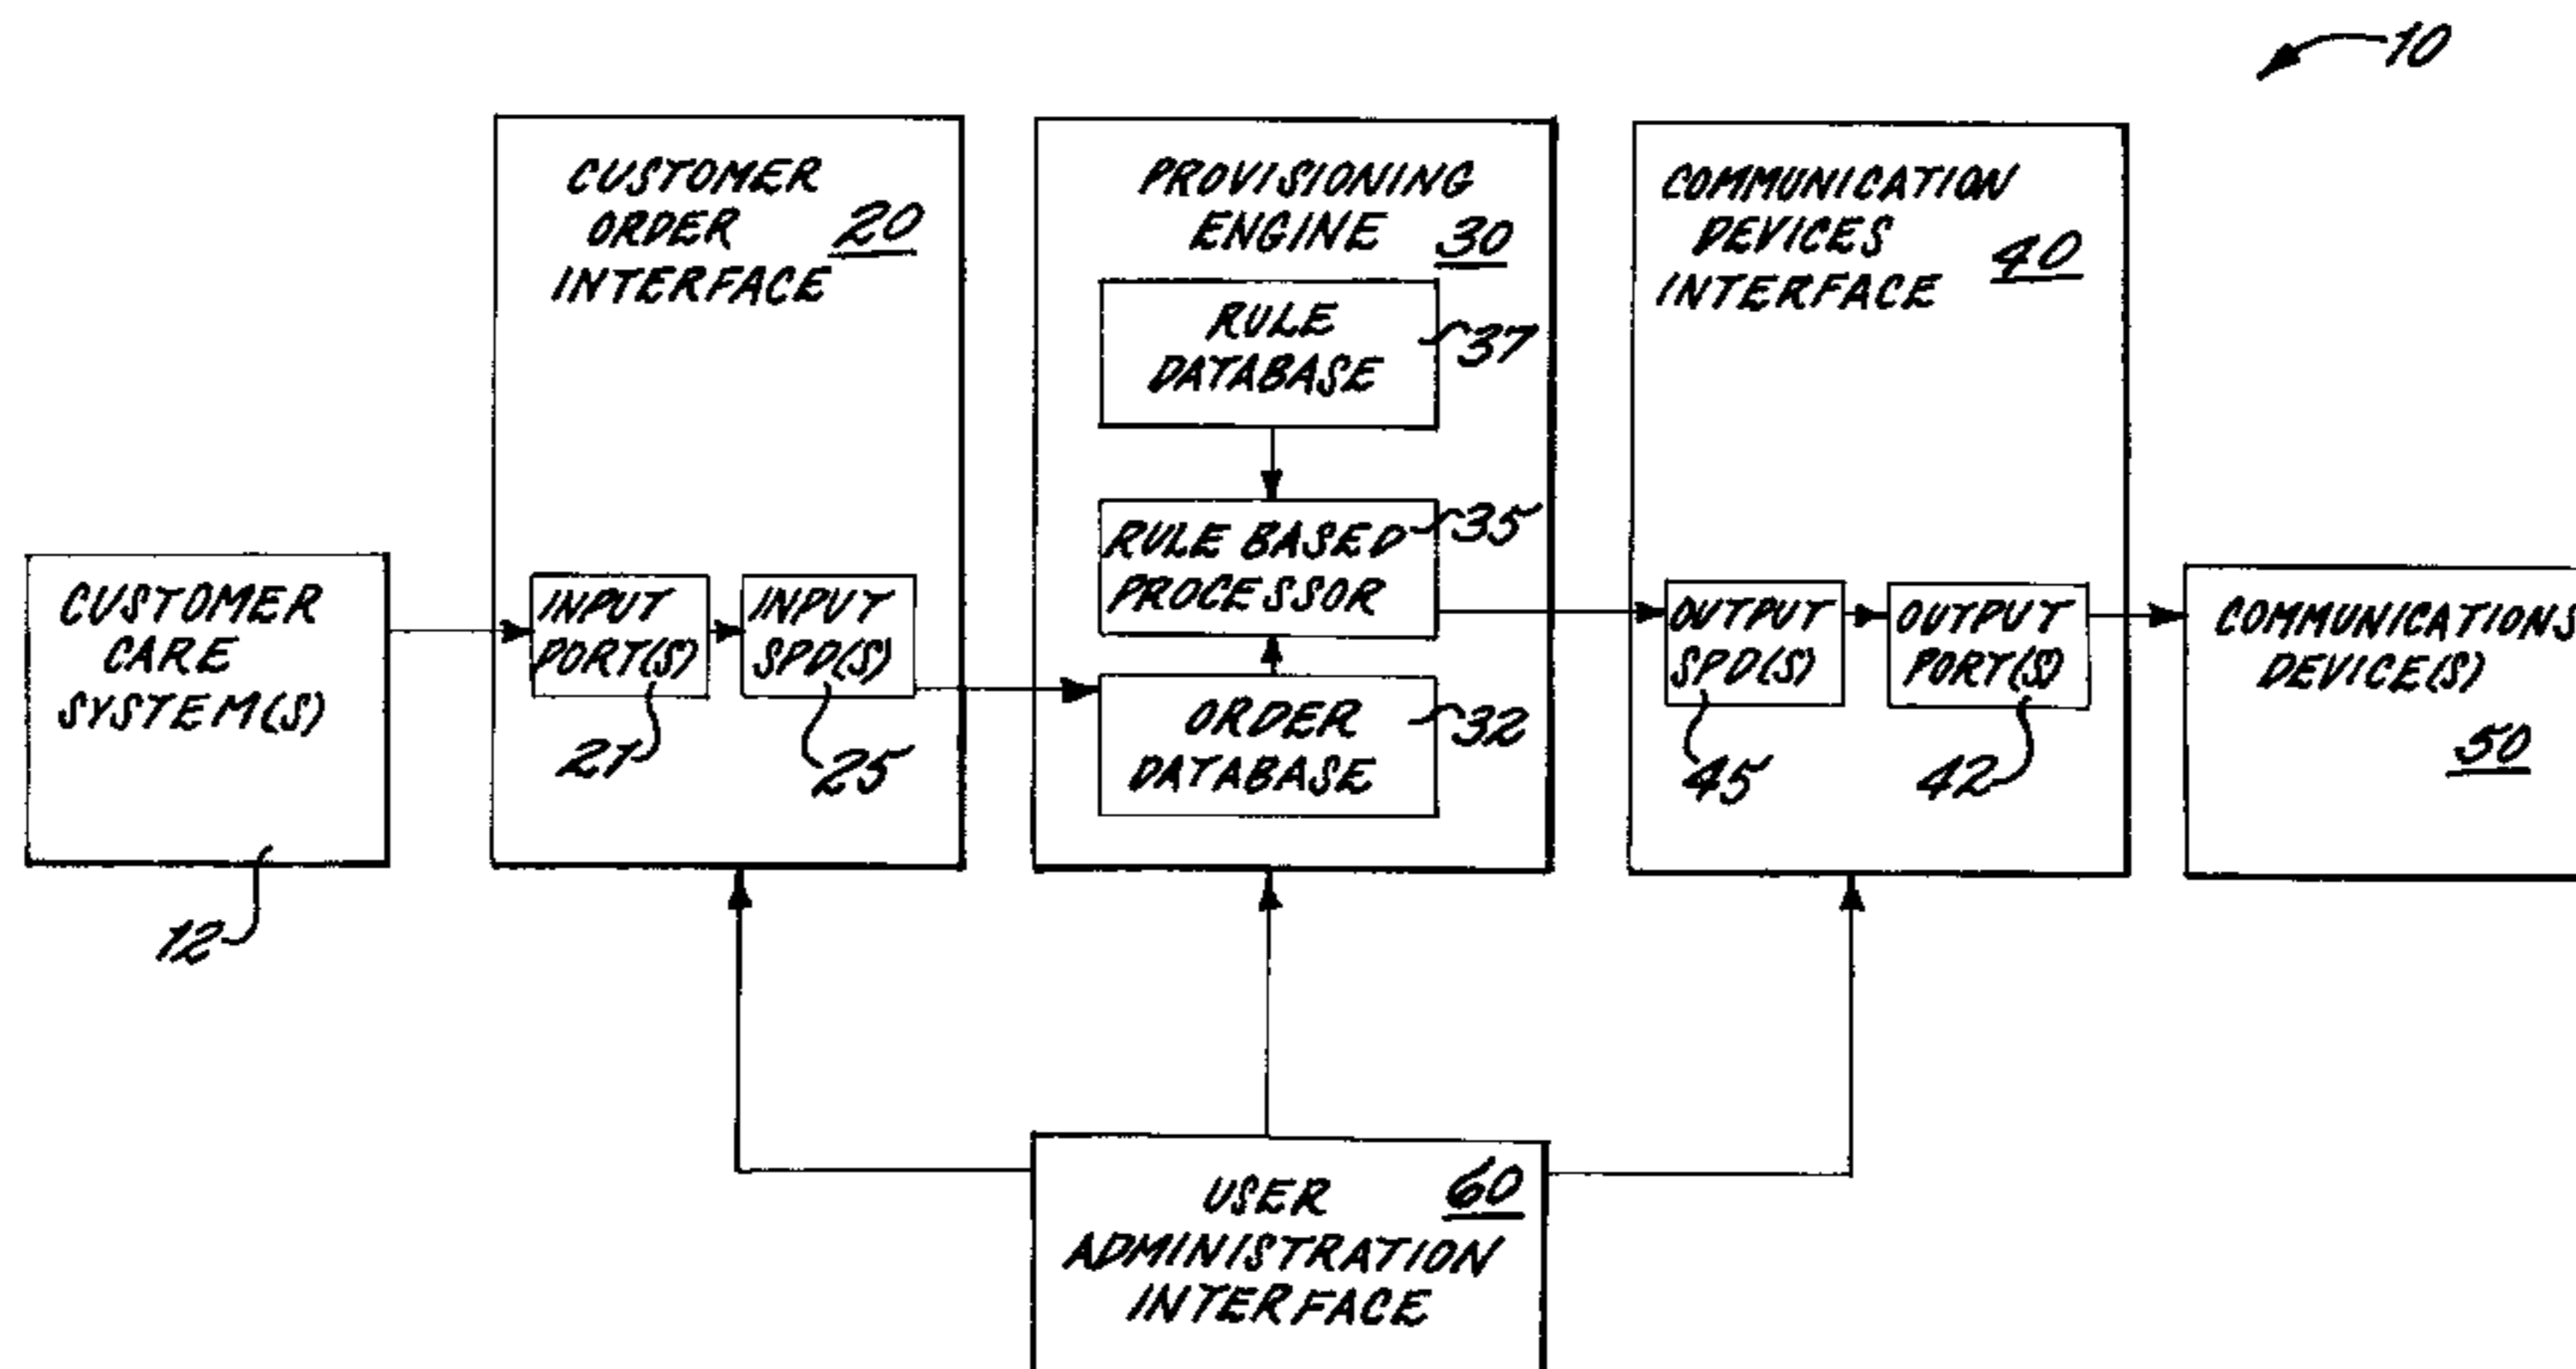 10
CUSTOMER
ORDER 20
INTERFACE
PROVISIONING
ENGINE 30
RULE
DATABASE 37
RULE BASED 35
PROCESSOR
ORDER 32
DATABASE
COMMUNICATION
DEVICES
INTERFACE 40
CUSTOMER
CARE
SYSTEM(S)
12
INPUT
PORT(S)
21
INPUT
SPD(S)
25
OUTPUT
SPD(S)
45
OUTPUT
PORT(S)
42
COMMUNICATIONS
DEVICE(S)
50
USER 60
ADMINISTRATION
INTERFACE